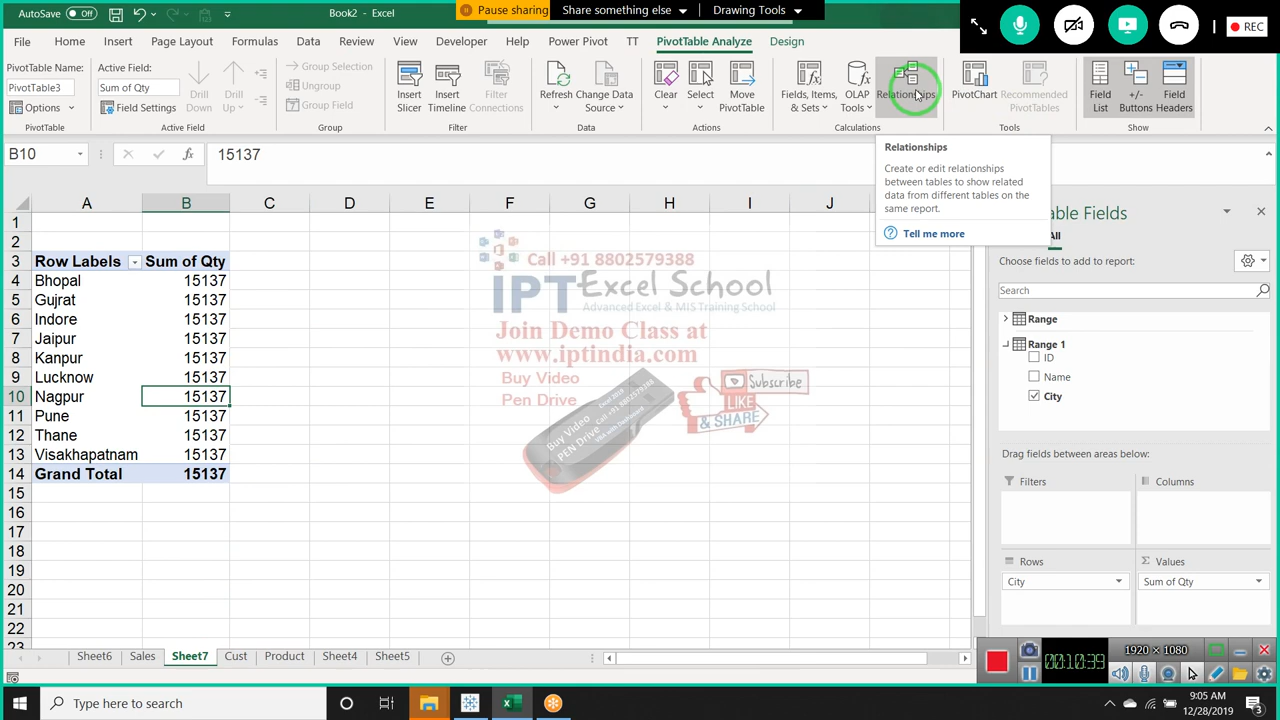 AutoSave Off Book2 - Excel Pause sharing Share something else Drawing Tools REC
File Home Insert Page Layout Formulas Data Review View Developer Help Power Pivot TT PivotTable Analyze Design
PivotTable Name:
PivotTable3
Options
PivotTable
Active Field:
Sum of Qty
Field Settings
Drill Down
Drill Up
Active Field
Group Selection
Ungroup
Group Field
Group
Insert Slicer
Insert Timeline
Filter Connections
Filter
Refresh
Change Data Source
Data
Clear
Select
Move PivotTable
Actions
Fields, Items, & Sets
OLAP Tools
Relationships
Calculations
PivotChart
Recommended PivotTables
Tools
Field List
+/- Buttons
Field Headers
Show
B10 fx 15137
Relationships
Create or edit relationships
between tables to show related
data from different tables on the
same report.
Tell me more
A B C D E F G H I J
1
2
3 Row Labels Sum of Qty
4 Bhopal 15137
5 Gujrat 15137
6 Indore 15137
7 Jaipur 15137
8 Kanpur 15137
9 Lucknow 15137
10 Nagpur 15137
11 Pune 15137
12 Thane 15137
13 Visakhapatnam 15137
14 Grand Total 15137
15
16
17
18
19
20
21
22
23
Call +91 8802579388
IPT Excel School
Advanced Excel & MIS Training School
Join Demo Class at
www.iptindia.com
Buy Video
Pen Drive
Buy Video
PEN Drive
Subscribe
LIKE
& SHARE
able Fields
All
Choose fields to add to report:
Search
Range
Range 1
ID
Name
City
Drag fields between areas below:
Filters
Columns
Rows
Values
City
Sum of Qty
Sheet6 Sales Sheet7 Cust Product Sheet4 Sheet5
1920 × 1080
00:10:39
Type here to search
9:05 AM
12/28/2019
3